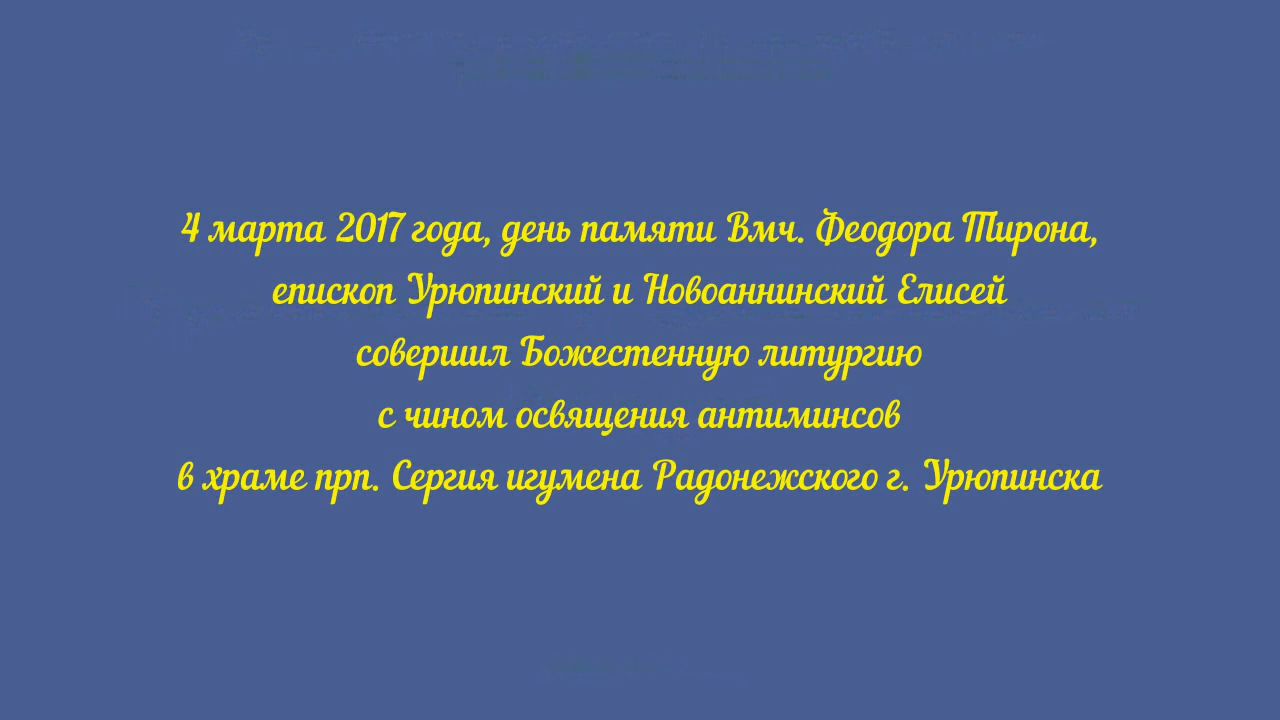 4 марта 2017 года, день памяти Вмч. Феодора Тирона,
епископ Урюпинский и Новоаннинский Елисей
совершил Божестенную литургию
с чином освящения антиминсов
в храме прп. Сергия игумена Радонежского г. Урюпинска